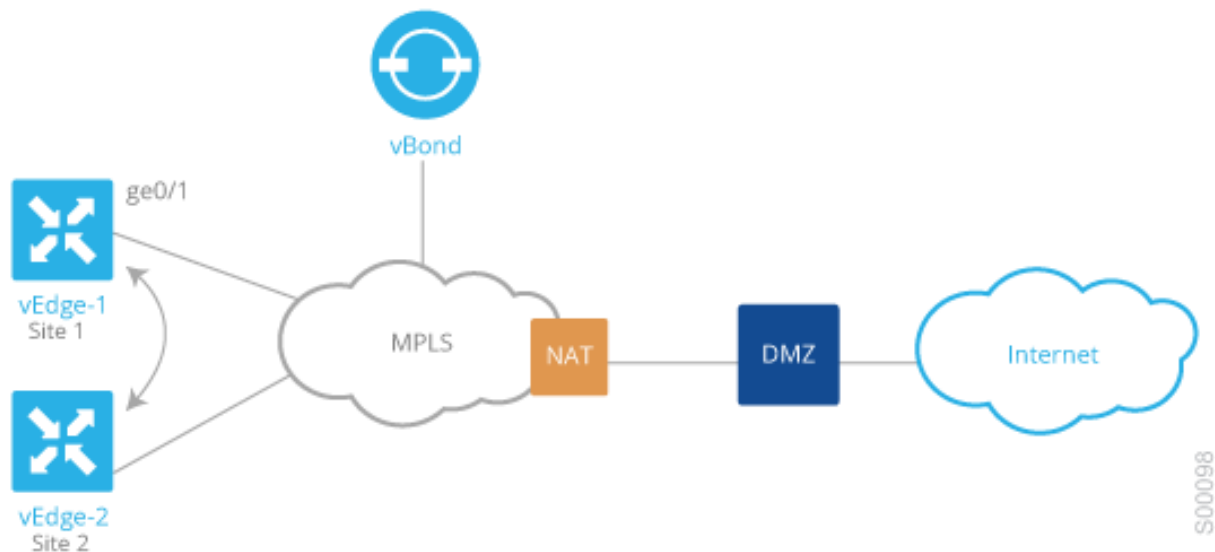 vBond
ge0/1
vEdge-1
Site 1
MPLS
NAT
DMZ
Internet
vEdge-2
Site 2
S00098